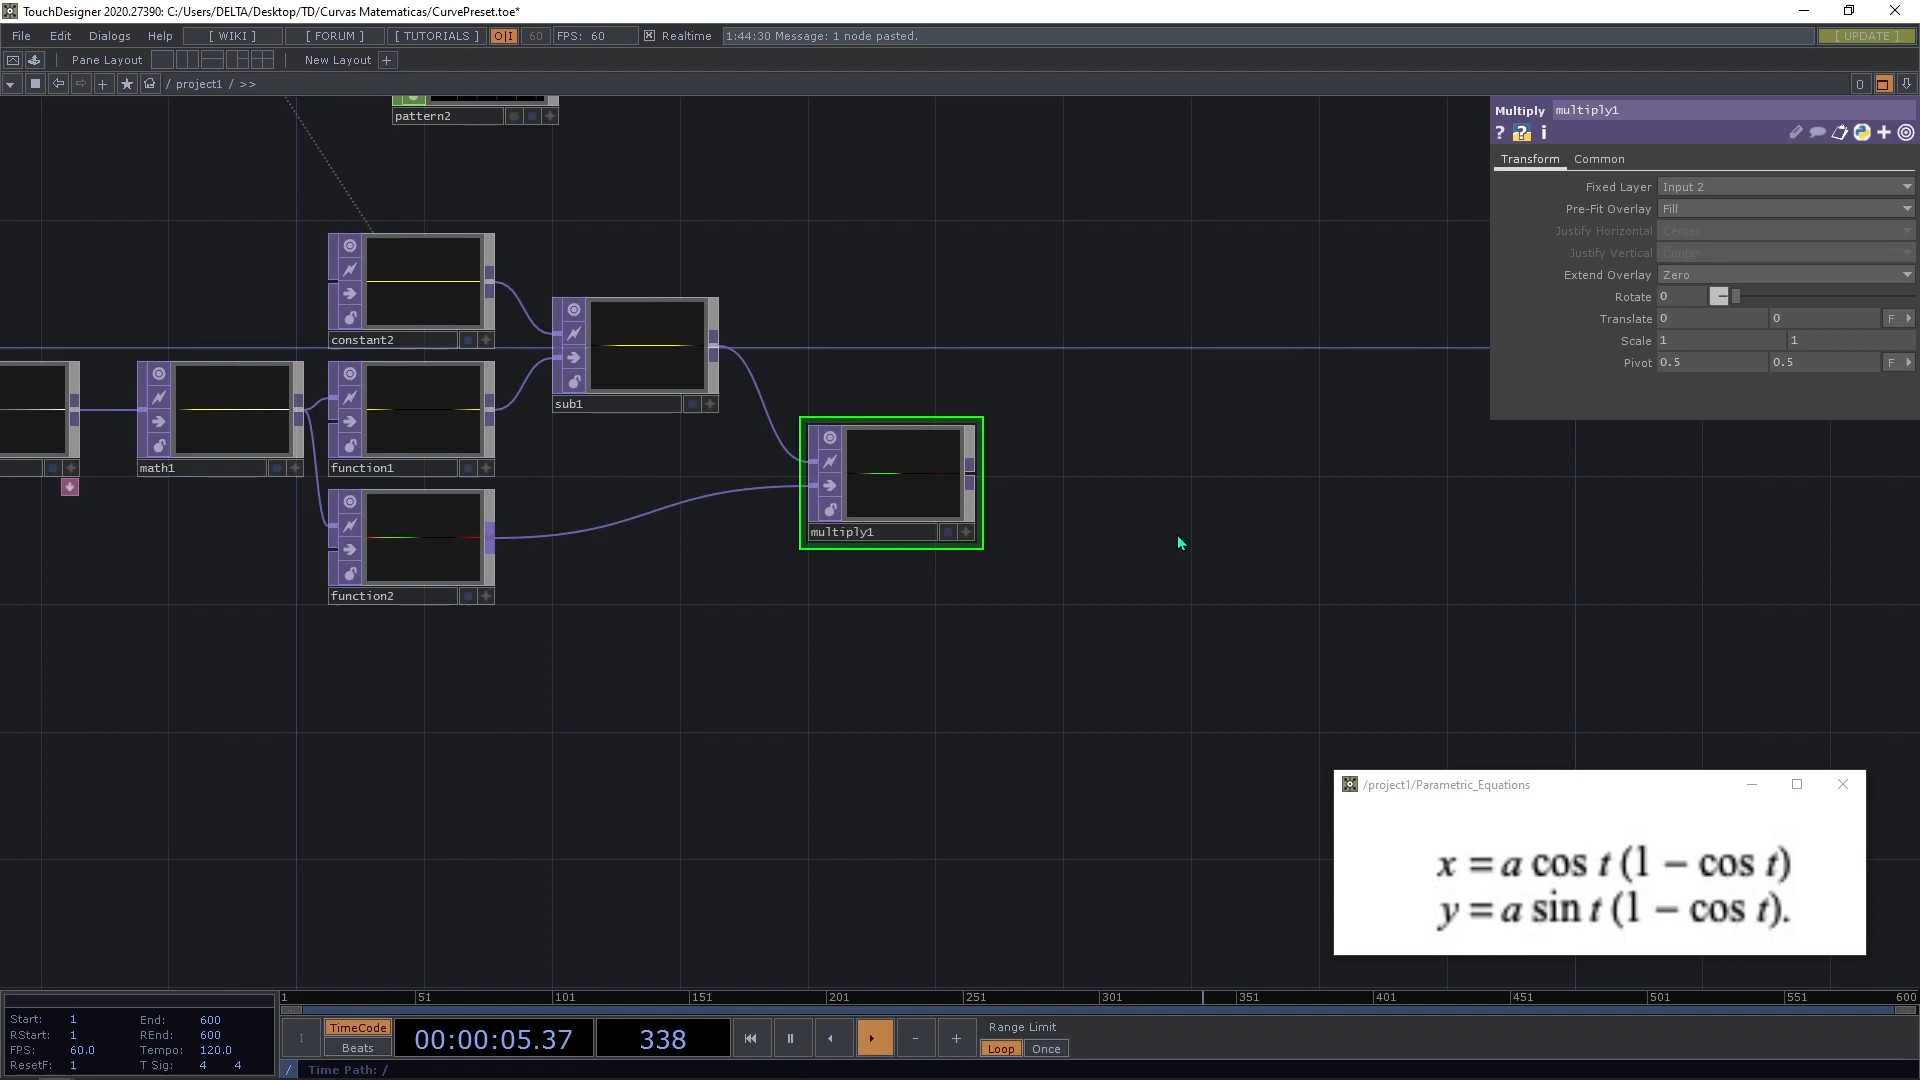 TouchDesigner 2020.27390: C:/Users/DELTA/Desktop/TD/Curvas Matematicas/CurvePreset.toe*
File Edit Dialogs Help [ WIKI ] [ FORUM ] [ TUTORIALS ] O|I 60 FPS: 60 Realtime 1:44:30 Message: 1 node pasted. [ UPDATE ]
Pane Layout New Layout +
/ project1 / >> 0
pattern2
Multiply multiply1
? ? i
Transform Common
Fixed Layer Input 2
Pre-Fit Overlay Fill
Justify Horizontal Center
Justify Vertical Center
Extend Overlay Zero
Rotate 0
Translate 0 0 F
Scale 1 1
Pivot 0.5 0.5 F
constant2
sub1
math1
function1
multiply1
function2
/project1/Parametric_Equations
x = a cos t (1 − cos t)
y = a sin t (1 − cos t).
1 51 101 151 201 251 301 351 401 451 501 551 600
Start: 1 End: 600
RStart: 1 REnd: 600
FPS: 60.0 Tempo: 120.0
ResetF: 1 T Sig: 4 4
I TimeCode Beats 00:00:05.37 338 - + Range Limit
Loop Once
/ Time Path: /